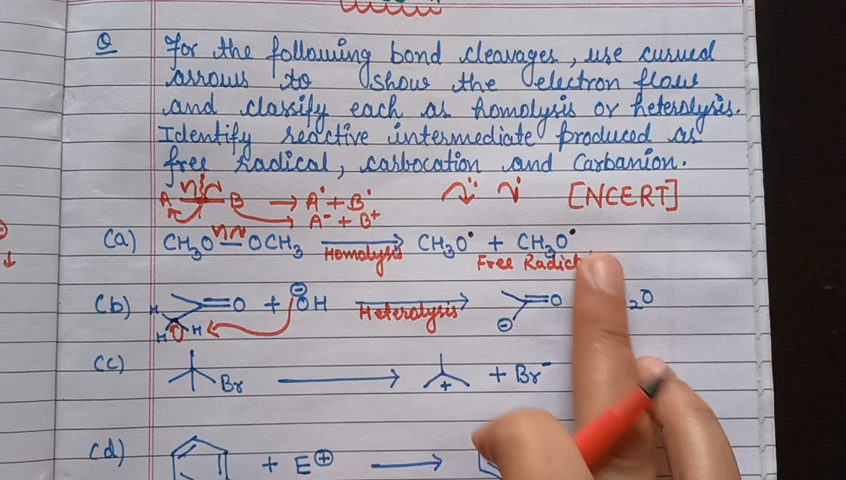 Q For the following bond cleavages, use curved
arrows to show the electron flow
and classify each as homolysis or heterolysis.
Identify reactive intermediate produced as
free radical, carbocation and Carbanion.
A — B → A• + B•
A⁻ + B⁺
[NCERT]
(a) CH₃O — OCH₃ → CH₃O• + CH₃O•
Homolysis
Free
(b) =O + ⊖OH → =O ₂O
H
H H
Heterolysis
⊖
(c) Br → + + Br⁻
(d) + E⊕ →